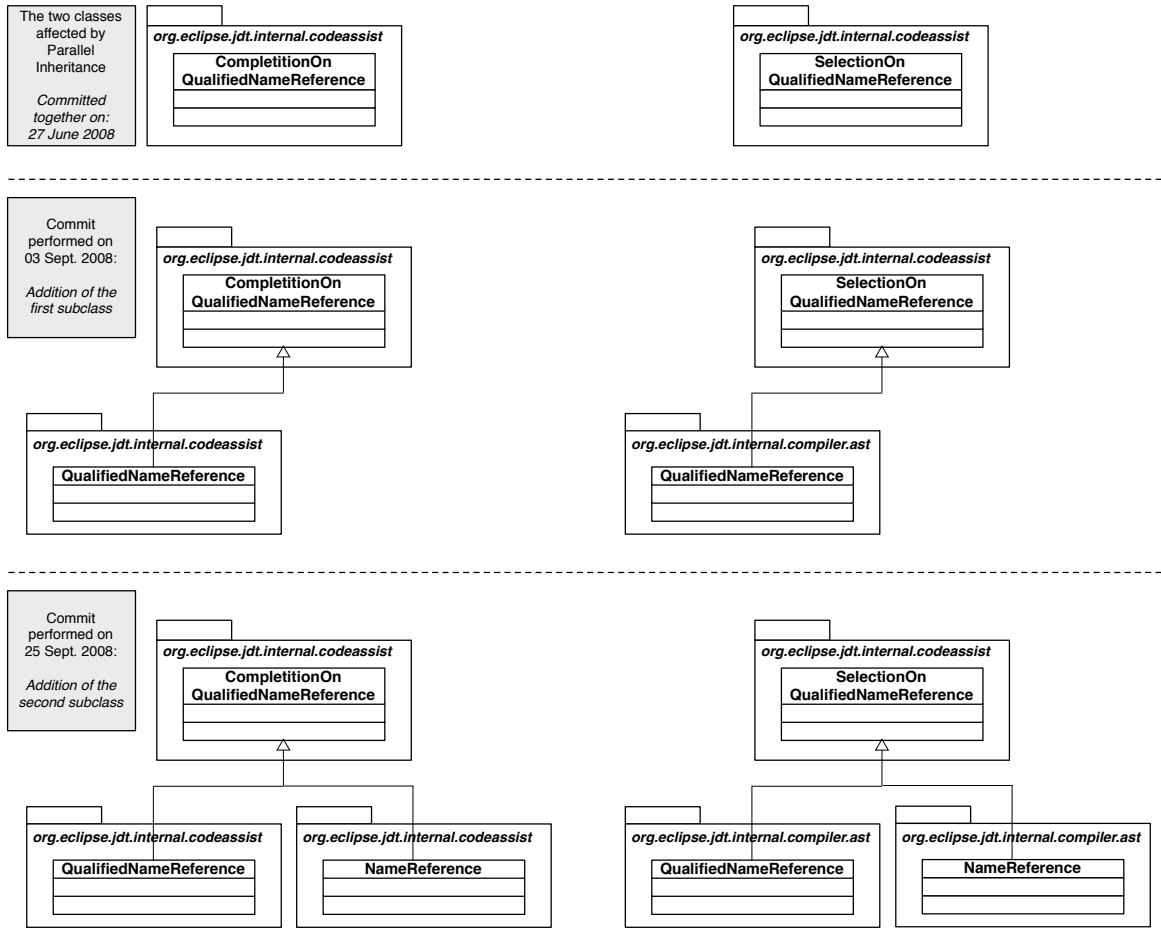 The two classes
affected by
Parallel
Inheritance
Committed
together on:
27 June 2008
org.eclipse.jdt.internal.codeassist
CompletitionOn
QualifiedNameReference
org.eclipse.jdt.internal.codeassist
SelectionOn
QualifiedNameReference
Commit
performed on
03 Sept. 2008:
Addition of the
first subclass
org.eclipse.jdt.internal.codeassist
CompletitionOn
QualifiedNameReference
org.eclipse.jdt.internal.codeassist
SelectionOn
QualifiedNameReference
org.eclipse.jdt.internal.codeassist
QualifiedNameReference
org.eclipse.jdt.internal.compiler.ast
QualifiedNameReference
Commit
performed on
25 Sept. 2008:
Addition of the
second subclass
org.eclipse.jdt.internal.codeassist
CompletitionOn
QualifiedNameReference
org.eclipse.jdt.internal.codeassist
SelectionOn
QualifiedNameReference
org.eclipse.jdt.internal.codeassist
QualifiedNameReference
org.eclipse.jdt.internal.codeassist
NameReference
org.eclipse.jdt.internal.compiler.ast
QualifiedNameReference
org.eclipse.jdt.internal.compiler.ast
NameReference